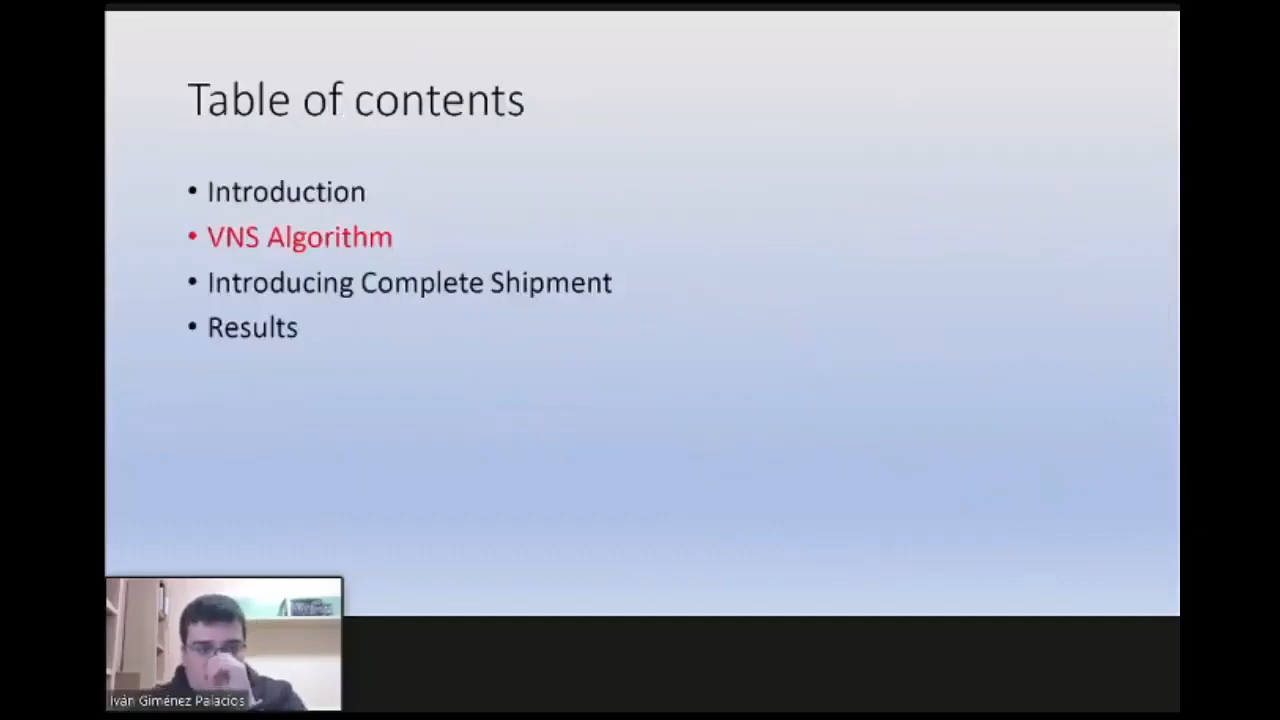 Table of contents
• Introduction
• VNS Algorithm
• Introducing Complete Shipment
• Results
Iván Giménez Palacios